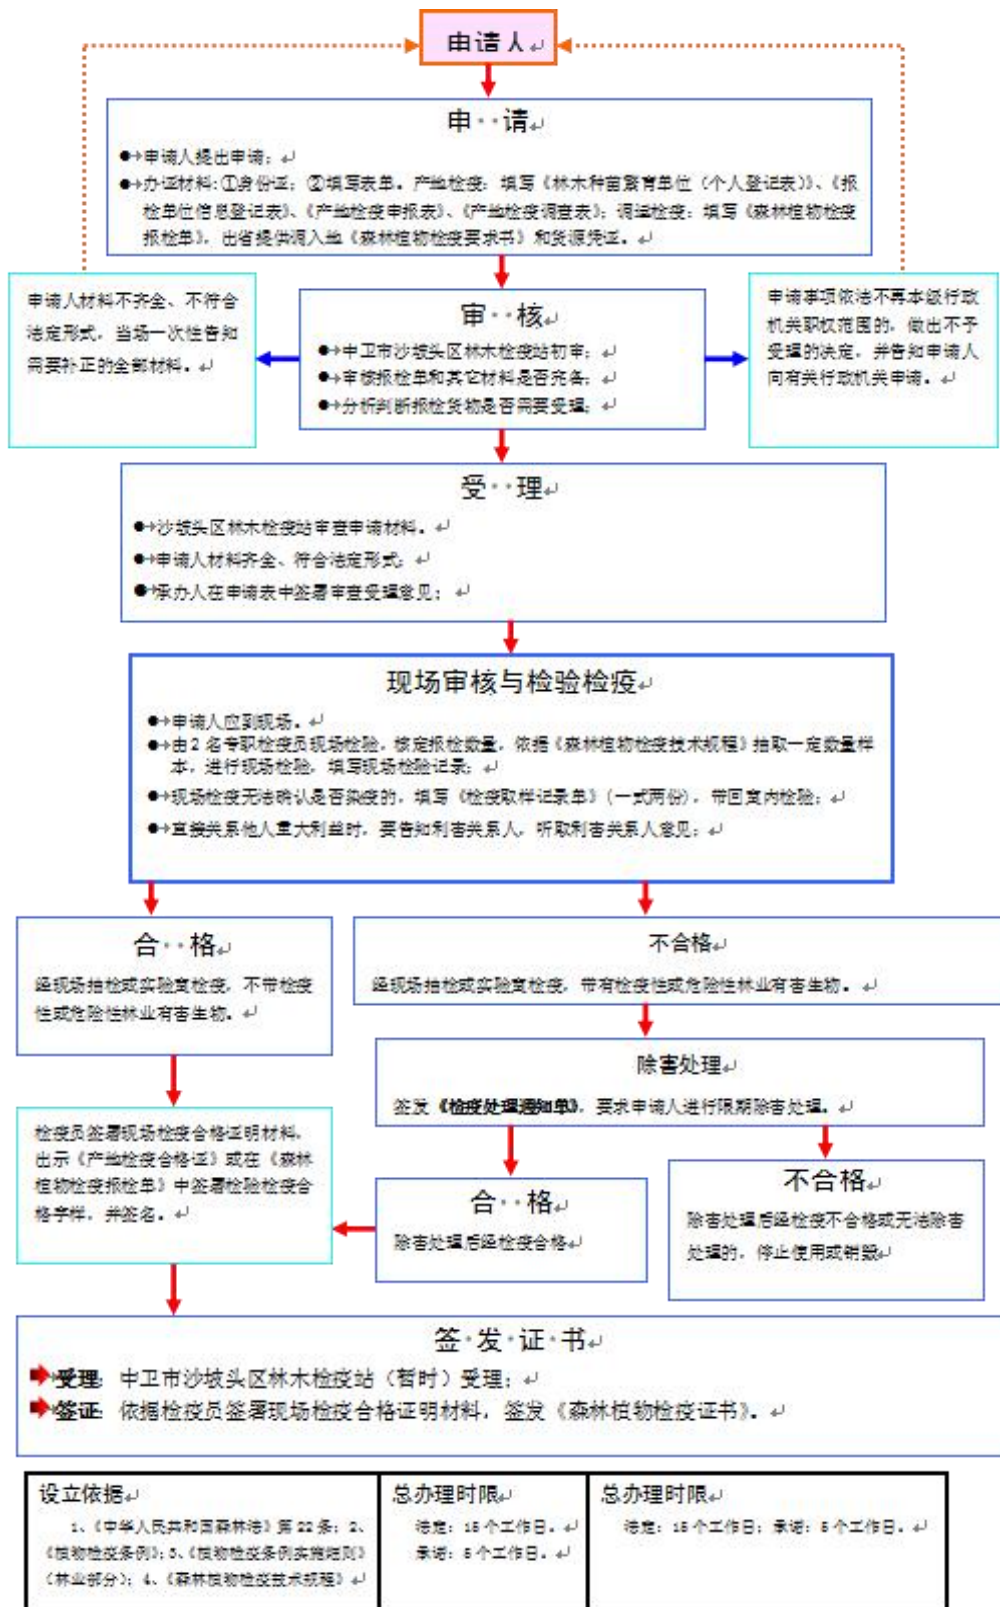 申请人
申请
申请人提出申请;
办证材料:①身份证;②填写表单。产地检疫:填写《林木种苗繁育单位(个人登记表)》、《报
检单位信息登记表》、《产地检疫申报表》、《产地检疫调查表》;调运检疫:填写《森林植物检疫
报检单》,出省提供调入地《森林植物检疫要求书》和货源凭证。
申请人材料不齐全、不符合
法定形式,当场一次性告知
需要补正的全部材料。
审核
中卫市沙坡头区林木检疫站初审;
审核报检单和其它材料是否完备;
分析判断报检货物是否需要受理;
申请事项依法不再本级行政
机关职权范围的,做出不予
受理的决定,并告知申请人
向有关行政机关申请。
受理
沙坡头区林木检疫站审查申请材料。
申请人材料齐全、符合法定形式;
承办人在申请表中签署审查受理意见;
现场审核与检验检疫
申请人应到现场。
由2名专职检疫员现场检验,核定报检数量,依据《森林植物检疫技术规程》抽取一定数量样
本,进行现场检验,填写现场检验记录;
现场检疫无法确认是否染疫的,填写《检疫取样记录单》(一式两份),带回室内检验;
直接关系他人重大利益时,要告知利害关系人,听取利害关系人意见;
合格
经现场抽检或实验室检疫,不带检疫
性或危险性林业有害生物。
不合格
经现场抽检或实验室检疫,带有检疫性或危险性林业有害生物。
除害处理
签发《检疫处理通知单》,要求申请人进行限期除害处理。
检疫员签署现场检疫合格证明材料,
出示《产地检疫合格证》或在《森林
植物检疫报检单》中签署检验检疫合
格字样,并签名。
合格
除害处理后经检疫合格
不合格
除害处理后经检疫不合格或无法除害
处理的,停止使用或销毁
签发证书
受理:中卫市沙坡头区林木检疫站(暂时)受理;
签证:依据检疫员签署现场检疫合格证明材料,签发《森林植物检疫证书》。
设立依据
1、《中华人民共和国森林法》第22条;2、
《植物检疫条例》;3、《植物检疫条例实施细则》
(林业部分);4、《森林植物检疫技术规程》
总办理时限
法定:15个工作日。
承诺:5个工作日。
总办理时限
法定:15个工作日;承诺:5个工作日。